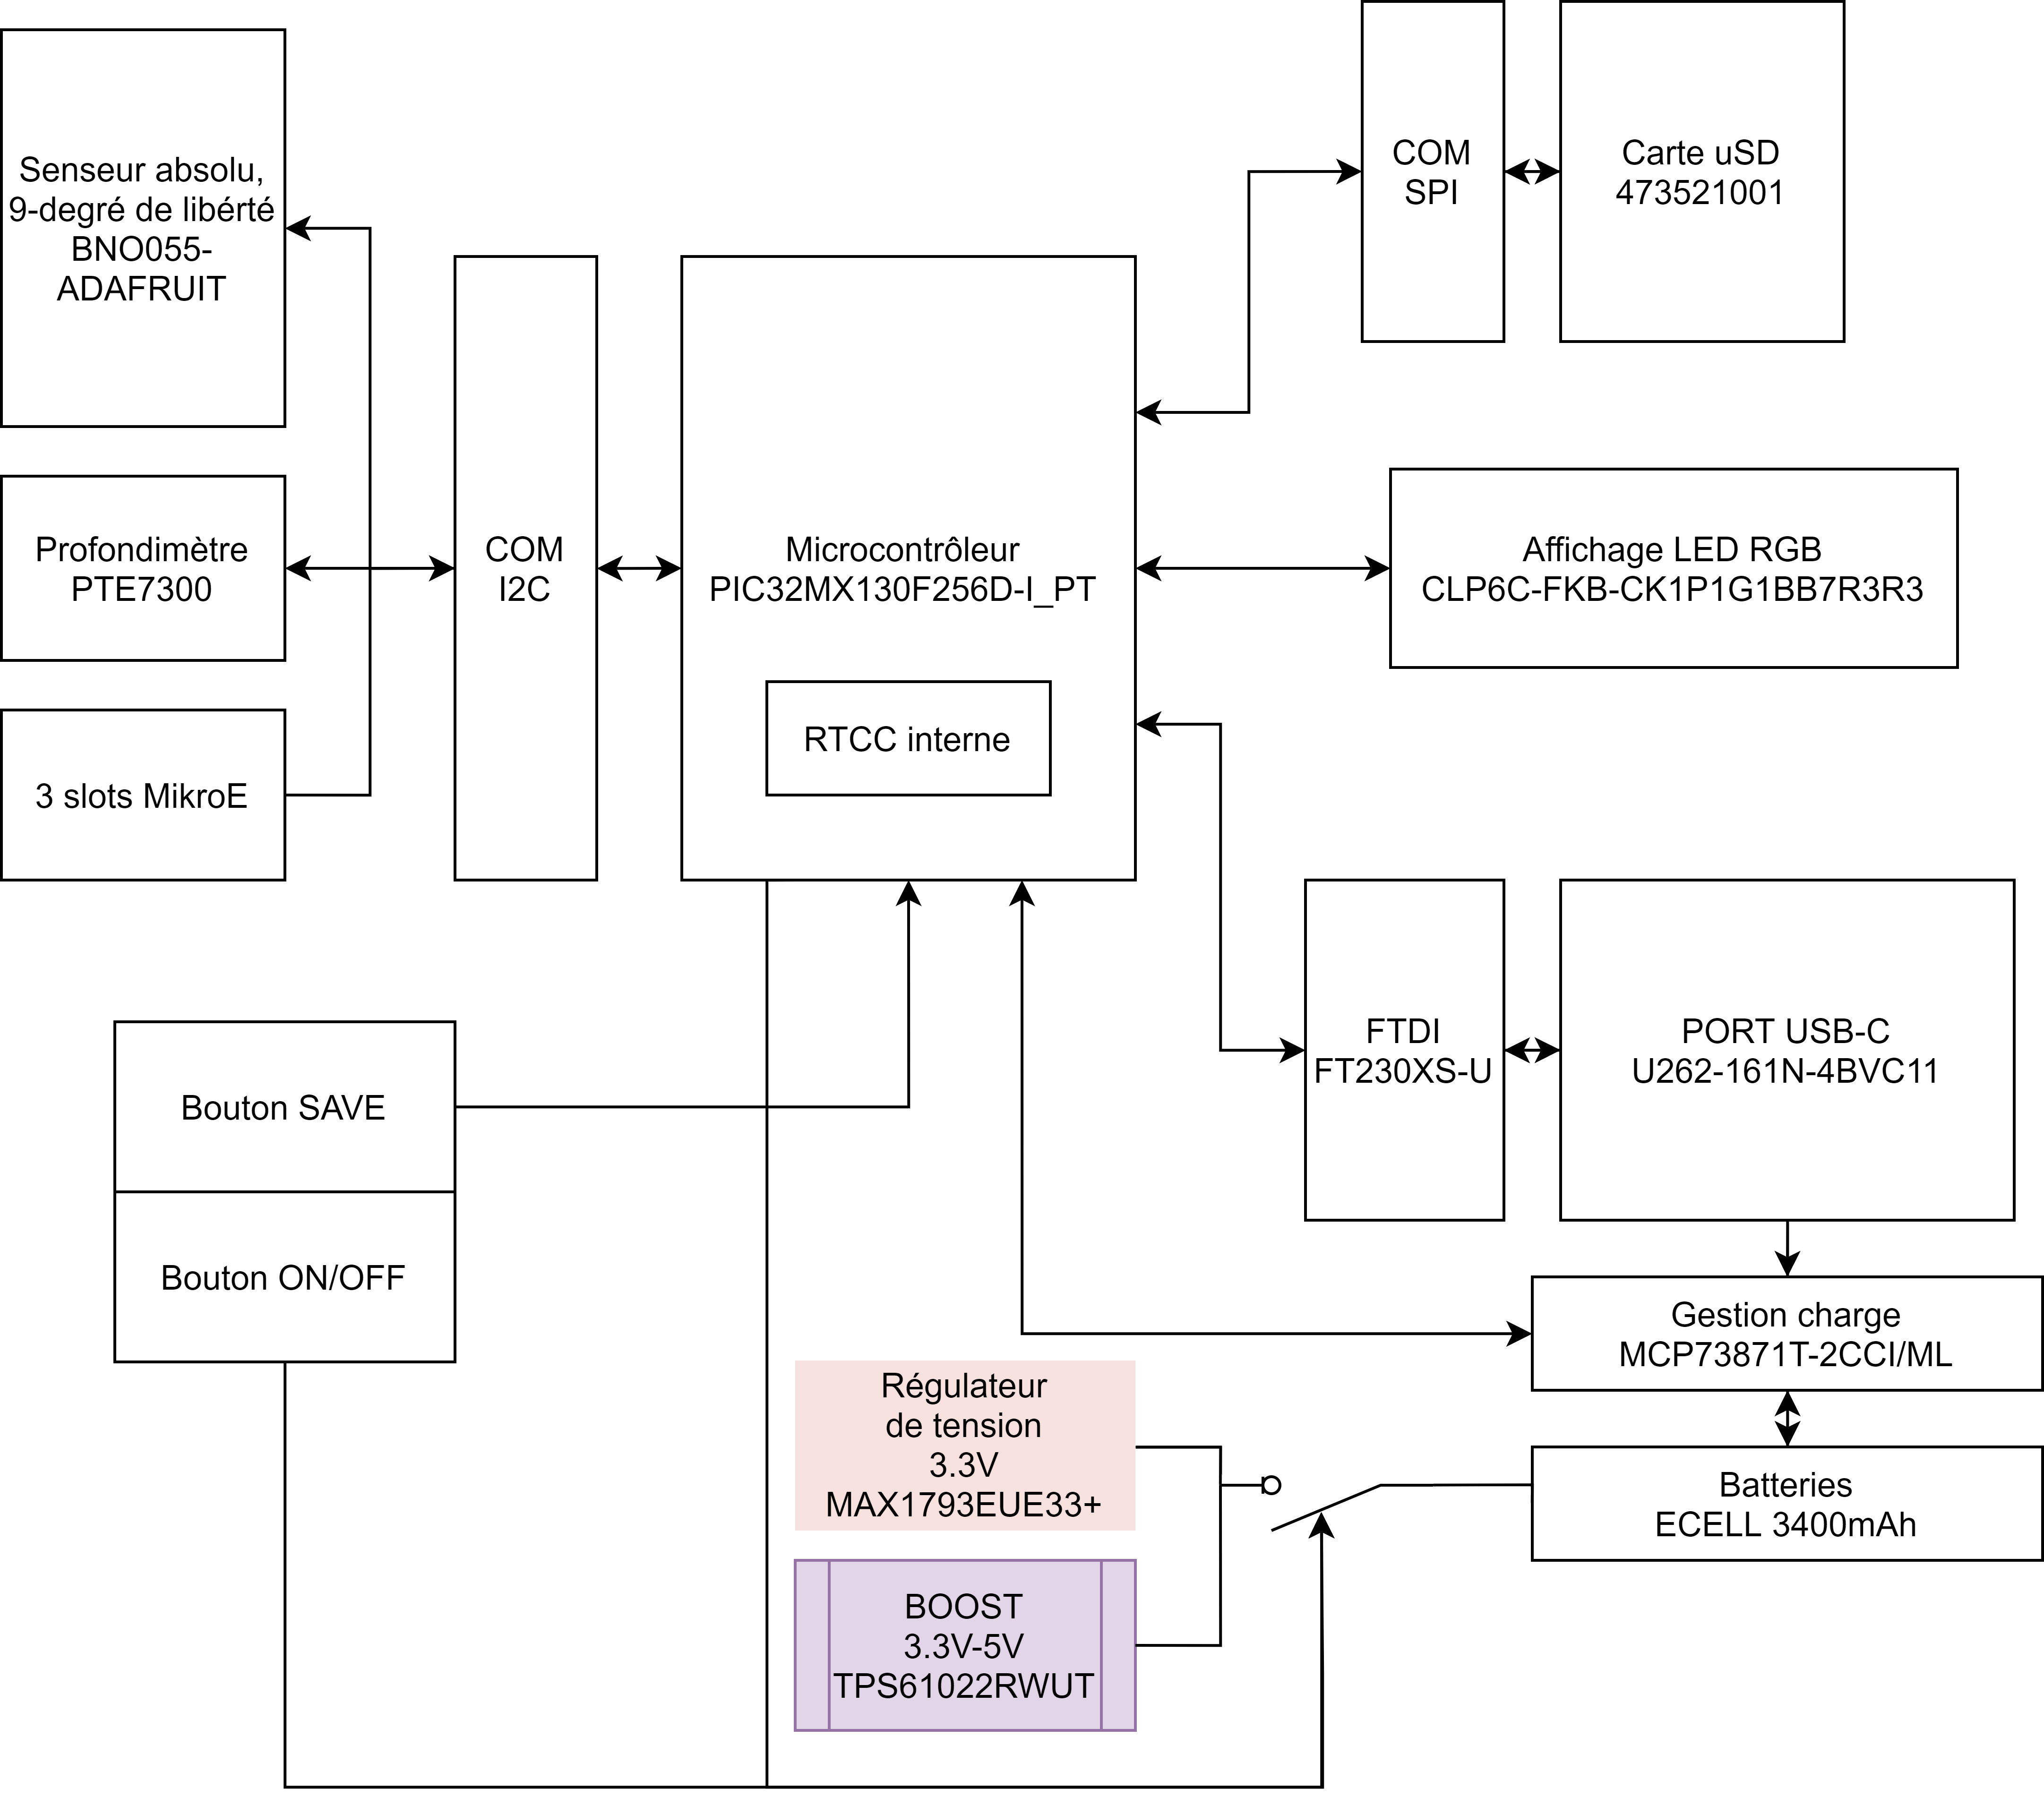 Senseur absolu,
9-degré de libérté
BNO055-
ADAFRUIT
Profondimètre
PTE7300
3 slots MikroE
COM
I2C
Microcontrôleur
PIC32MX130F256D-I_PT
RTCC interne
COM
SPI
Carte uSD
473521001
Affichage LED RGB
CLP6C-FKB-CK1P1G1BB7R3R3
FTDI
FT230XS-U
PORT USB-C
U262-161N-4BVC11
Bouton SAVE
Bouton ON/OFF
Gestion charge
MCP73871T-2CCI/ML
Régulateur
de tension
3.3V
MAX1793EUE33+
Batteries
ECELL 3400mAh
BOOST
3.3V-5V
TPS61022RWUT